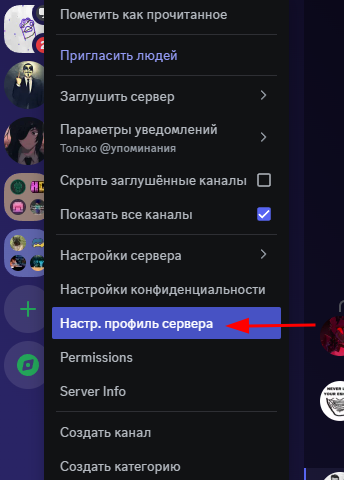 Пометить как прочитанное
Пригласить людей
Заглушить сервер
Параметры уведомлений
Только @упоминания
Скрыть заглушённые каналы
Показать все каналы
Настройки сервера
Настройки конфиденциальности
Настр. профиль сервера
Permissions
Server Info
Создать канал
Создать категорию